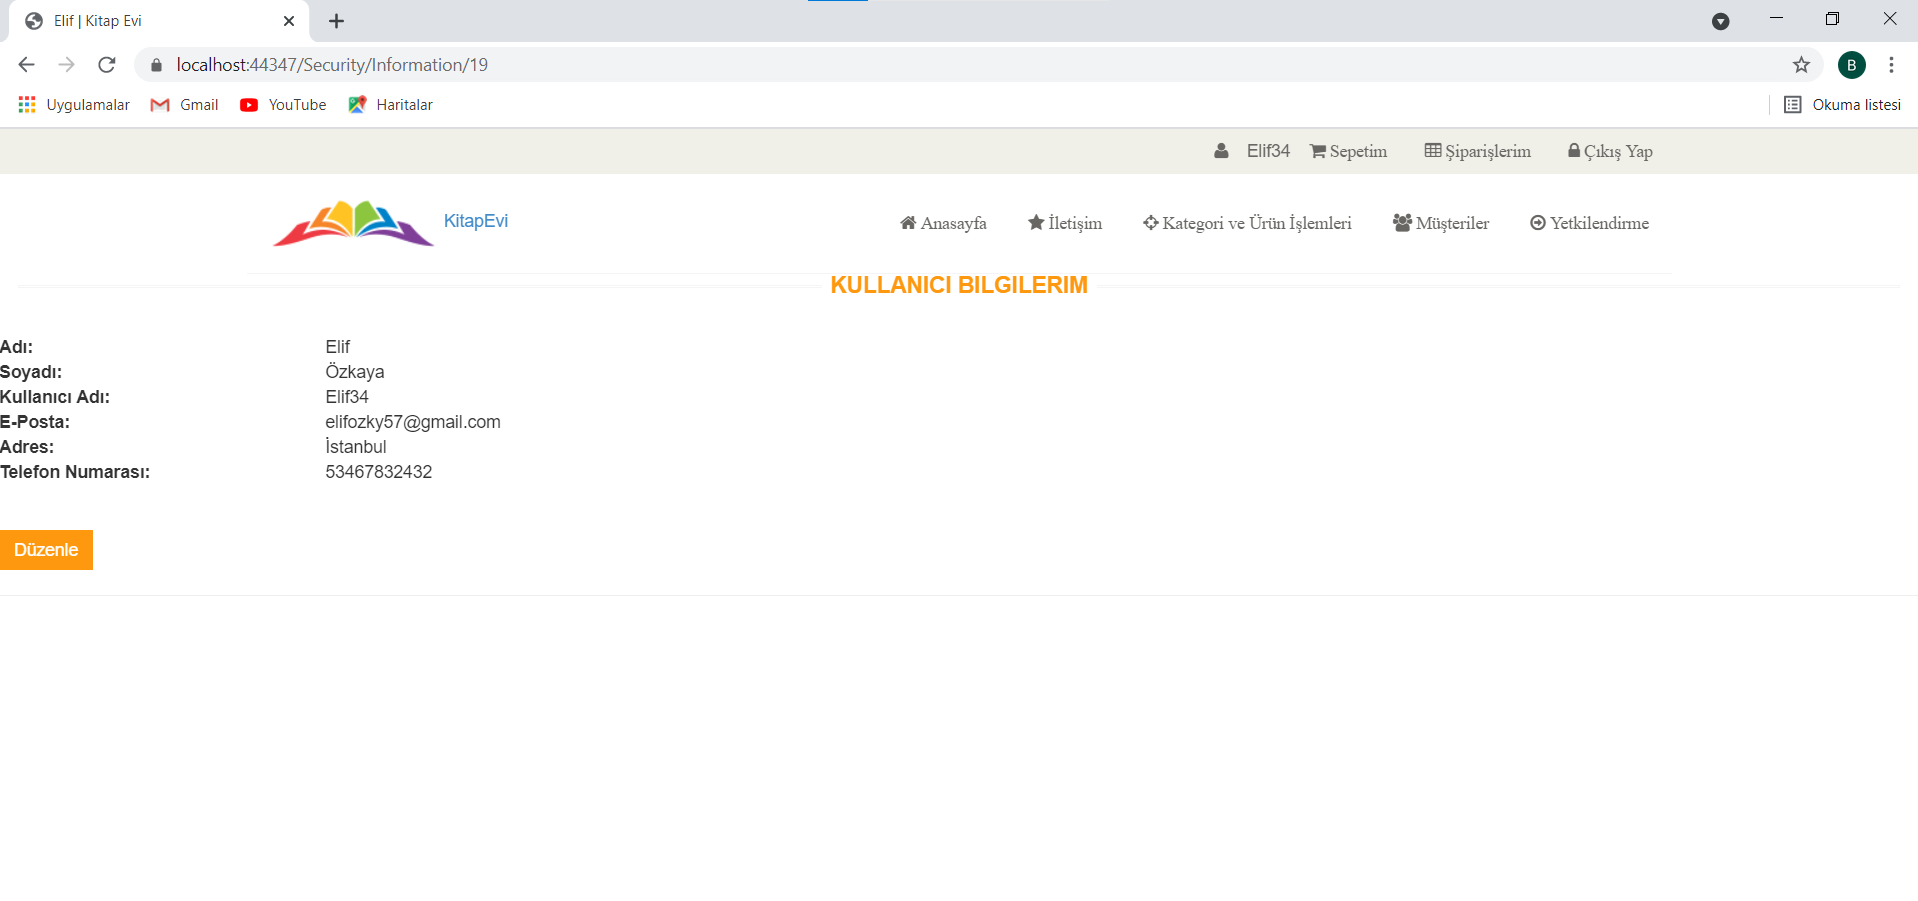 Elif | Kitap Evi
localhost:44347/Security/Information/19
B
Uygulamalar Gmail YouTube Haritalar Okuma listesi
Elif34 Sepetim Şiparişlerim Çıkış Yap
KitapEvi Anasayfa İletişim Kategori ve Ürün İşlemleri Müşteriler Yetkilendirme
KULLANICI BILGILERIM
Adı: Elif
Soyadı: Özkaya
Kullanıcı Adı: Elif34
E-Posta: elifozky57@gmail.com
Adres: İstanbul
Telefon Numarası: 53467832432
Düzenle